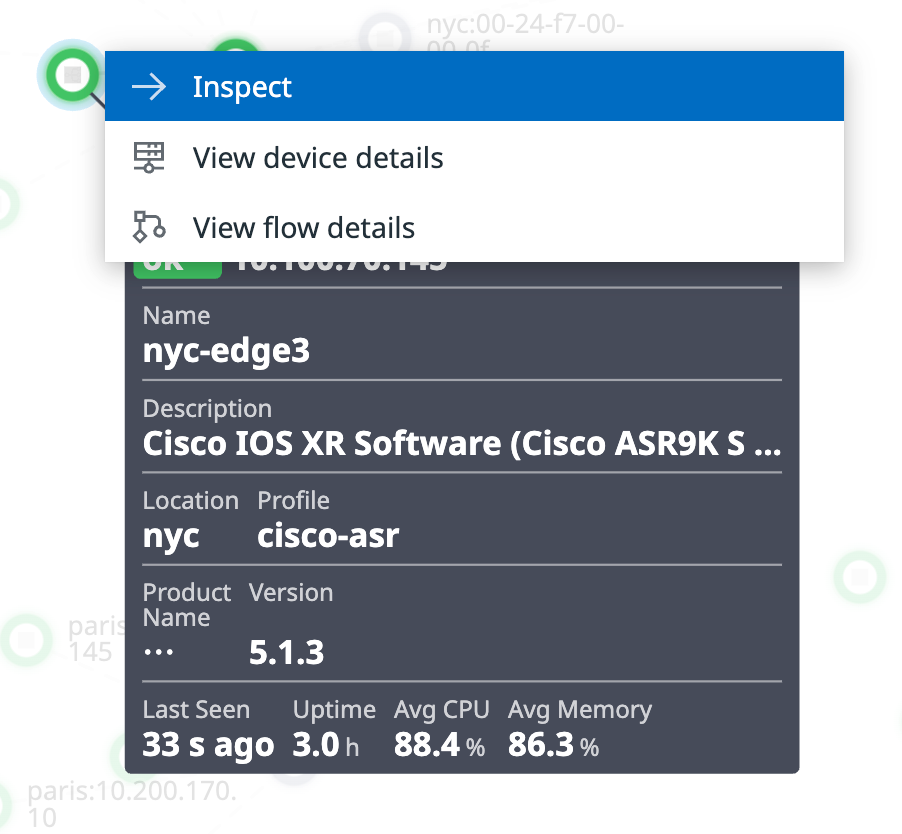 nyc:00-24-f7-00-
00-0f
Inspect
View device details
View flow details
ok 10.100.70.145
Name
nyc-edge3
Description
Cisco IOS XR Software (Cisco ASR9K S ...
Location Profile
nyc cisco-asr
Product Version
Name
... 5.1.3
Last Seen Uptime Avg CPU Avg Memory
33 s ago 3.0 h 88.4 % 86.3 %
paris
145
paris:10.200.170.
10